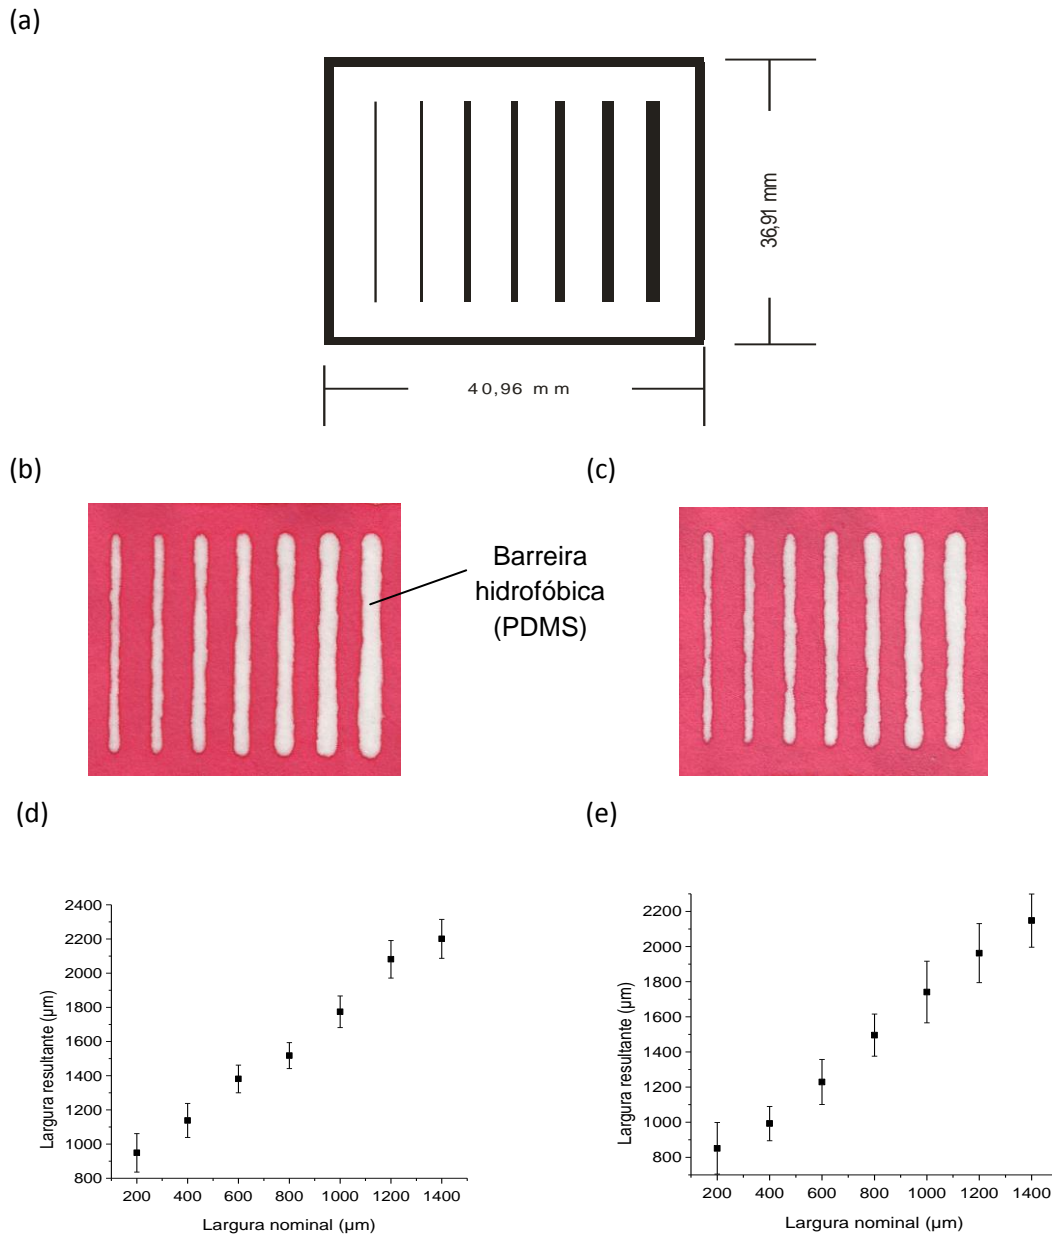 (a)
36,91 mm
40,96 mm
(b)
(c)
Barreira
hidrofóbica
(PDMS)
(d)
(e)
2400
2200
2000
1800
1600
1400
1200
1000
800
Largura resultante (µm)
200 400 600 800 1000 1200 1400
Largura nominal (µm)
2200
2000
1800
1600
1400
1200
1000
800
Largura resultante (µm)
200 400 600 800 1000 1200 1400
Largura nominal (µm)